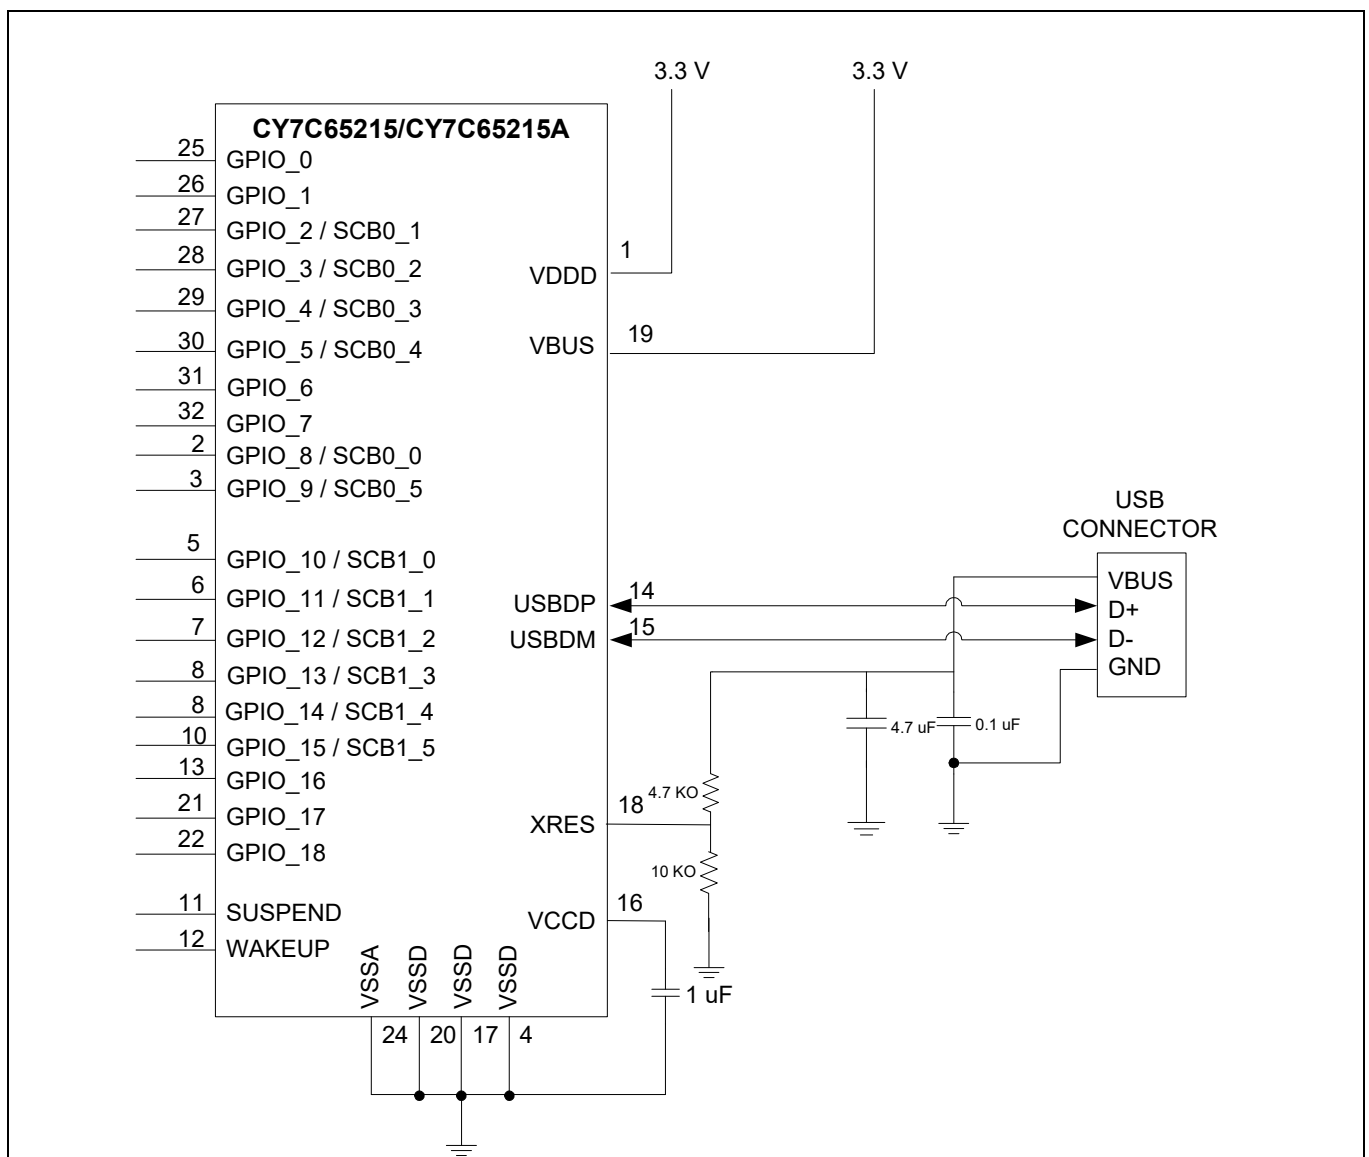 3.3 V
3.3 V
CY7C65215/CY7C65215A
25
GPIO_0
26
GPIO_1
27
GPIO_2 / SCB0_1
28
GPIO_3 / SCB0_2
29
GPIO_4 / SCB0_3
30
GPIO_5 / SCB0_4
31
GPIO_6
32
GPIO_7
2
GPIO_8 / SCB0_0
3
GPIO_9 / SCB0_5
5
GPIO_10 / SCB1_0
6
GPIO_11 / SCB1_1
7
GPIO_12 / SCB1_2
8
GPIO_13 / SCB1_3
8
GPIO_14 / SCB1_4
10
GPIO_15 / SCB1_5
13
GPIO_16
21
GPIO_17
22
GPIO_18
11
SUSPEND
12
WAKEUP
VDDD
1
VBUS
19
USBDP
14
USBDM
15
XRES
18
VCCD
16
VSSA
VSSD
VSSD
VSSD
24
20
17
4
4.7 KO
10 KO
1 uF
4.7 uF
0.1 uF
USB
CONNECTOR
VBUS
D+
D-
GND